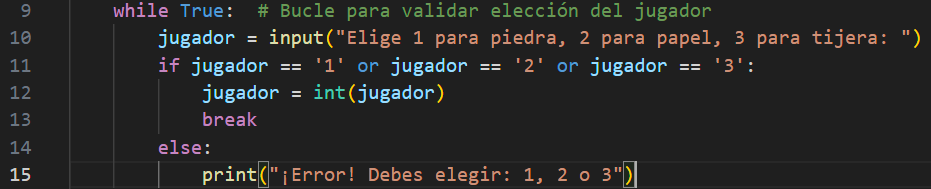 9 while True:  # Bucle para validar elección del jugador
10 jugador = input("Elige 1 para piedra, 2 para papel, 3 para tijera: ")
11 if jugador == '1' or jugador == '2' or jugador == '3':
12 jugador = int(jugador)
13 break
14 else:
15 print("¡Error! Debes elegir: 1, 2 o 3")